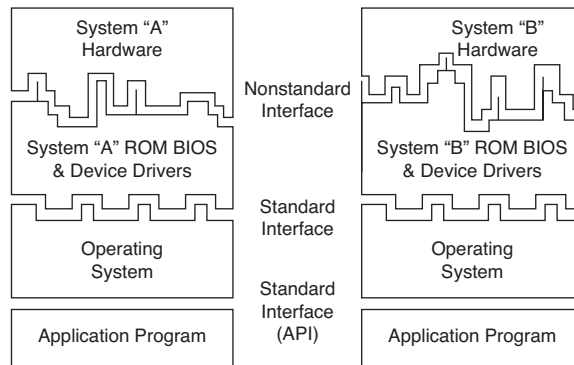 System “A”
Hardware
System “A” ROM BIOS
& Device Drivers
Operating
System
Application Program
Nonstandard
Interface
Standard
Interface
Standard
Interface
(API)
System “B”
Hardware
System “B” ROM BIOS
& Device Drivers
Operating
System
Application Program